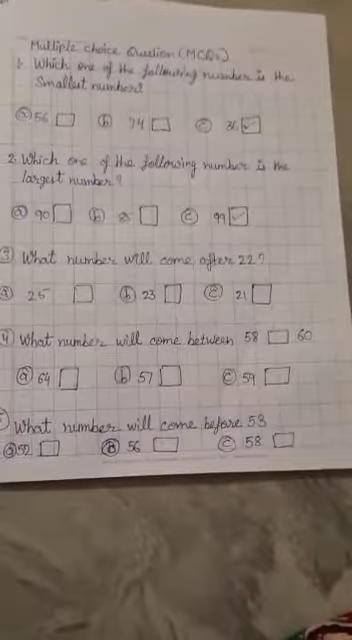 Multiple choice Question (MCQs)
1. Which one of the following number is the
Smallest number?
(a) 56 (b) 74 (c) 36 ✓
2. Which one of the following number is the
largest number?
(a) 90 (b) (c) 99 ✓
(3) What number will come after 22?
(a) 25 (b) 23 (c) 21
(4) What number will come between 58 60
(a) 64 (b) 57 (c) 59
What number will come before 53
(a) 52 (b) 56 (c) 58